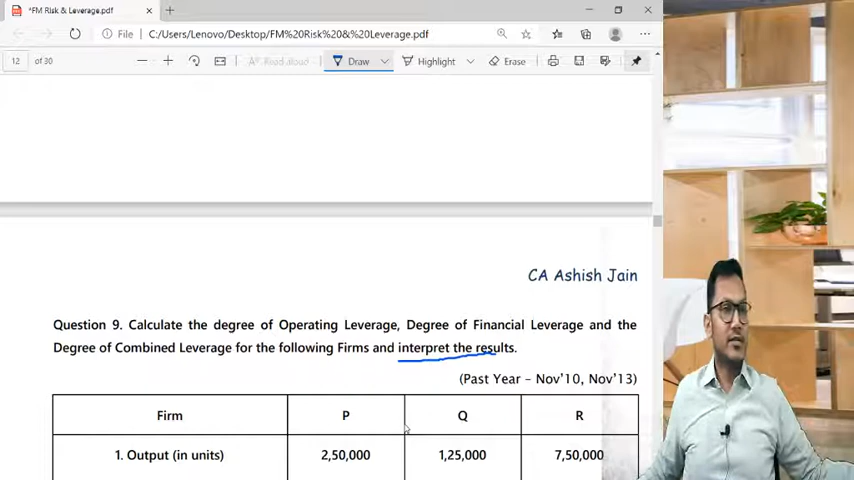 *FM Risk & Leverage.pdf
File
C:/Users/Lenovo/Desktop/FM%20Risk%20&%20Leverage.pdf
12 of 30
Read aloud
Draw
Highlight
Erase
CA Ashish Jain
Question 9. Calculate the degree of Operating Leverage, Degree of Financial Leverage and the
Degree of Combined Leverage for the following Firms and interpret the results.
(Past Year – Nov'10, Nov'13)
Firm P Q R
1. Output (in units) 2,50,000 1,25,000 7,50,000